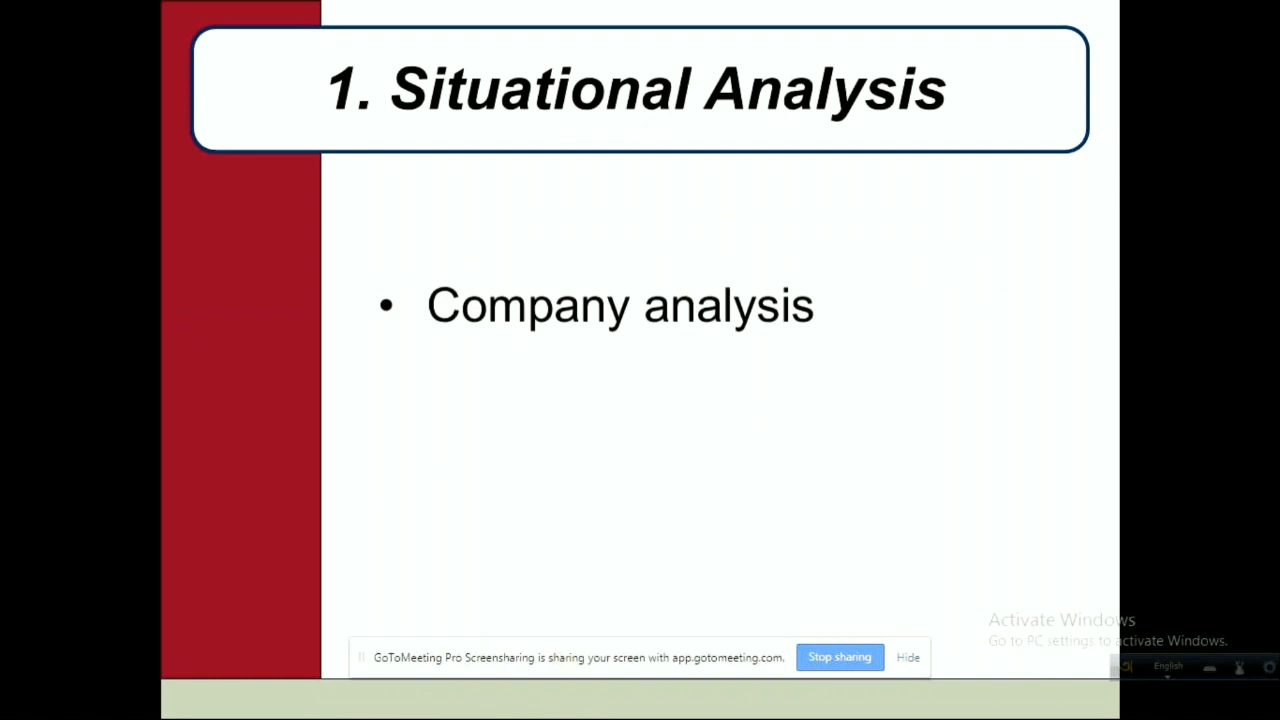 1. Situational Analysis
• Company analysis
Activate Windows
Go to PC settings to activate Windows.
GoToMeeting Pro Screensharing is sharing your screen with app.gotomeeting.com. Stop sharing Hide
English